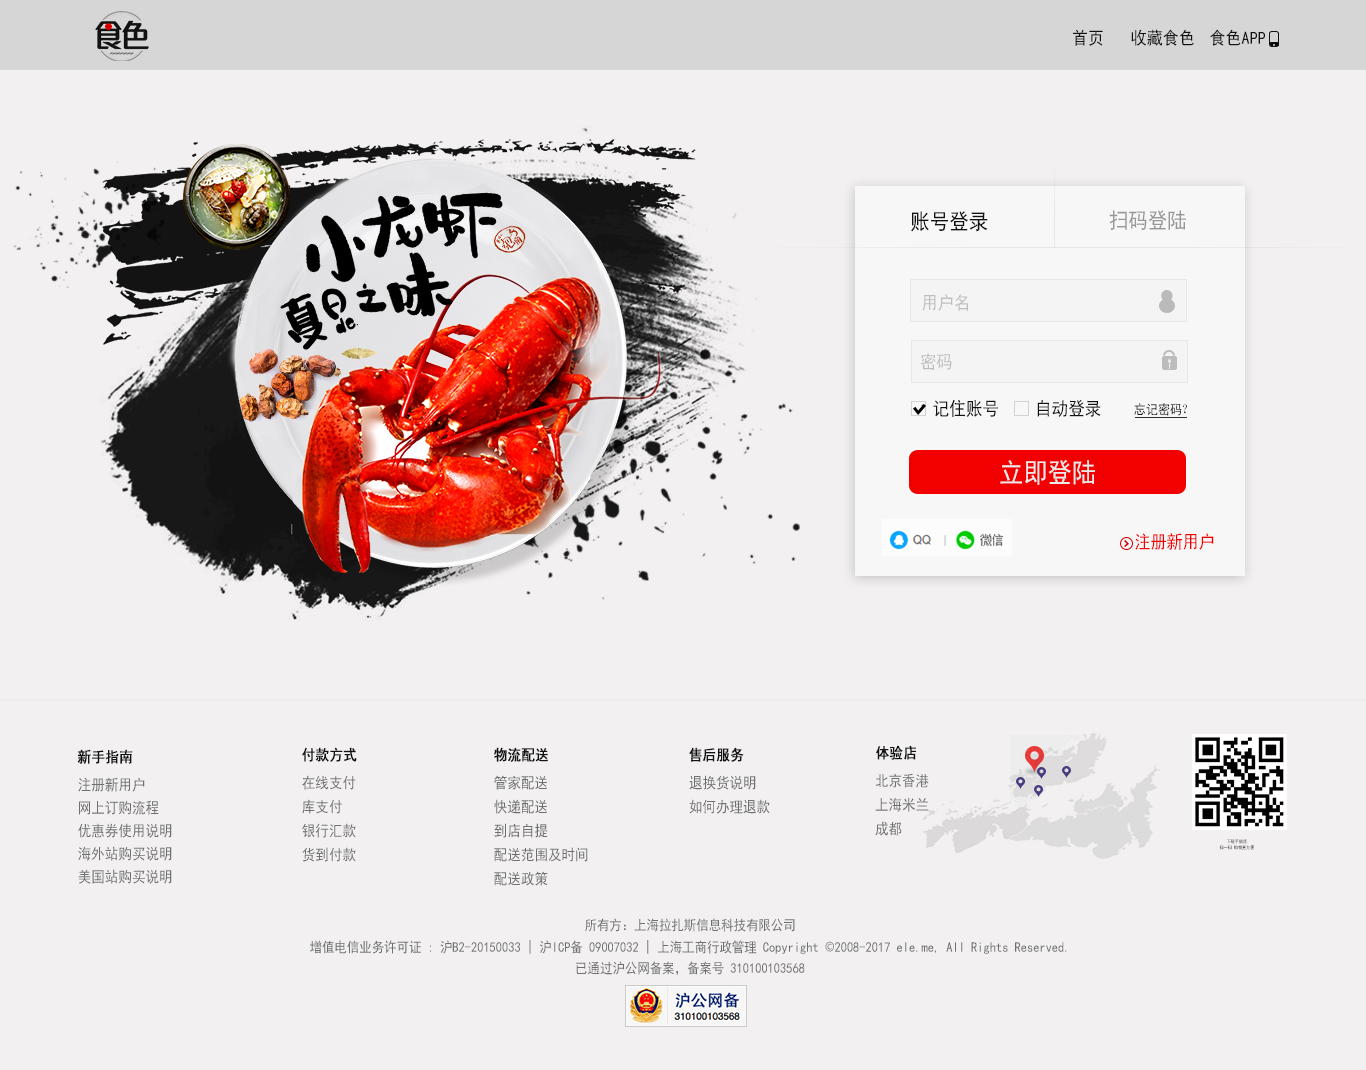 食色
首页
收藏食色
食色APP
小龙虾
夏日之味
账号登录
扫码登陆
用户名
密码
记住账号
自动登录
忘记密码?
立即登陆
QQ
|
微信
注册新用户
新手指南
注册新用户
网上订购流程
优惠券使用说明
海外站购买说明
美国站购买说明
付款方式
在线支付
库支付
银行汇款
货到付款
物流配送
管家配送
快递配送
到店自提
配送范围及时间
配送政策
售后服务
退换货说明
如何办理退款
体验店
北京香港
上海米兰
成都
所有方：上海拉扎斯信息科技有限公司
增值电信业务许可证 : 沪B2-20150033 | 沪ICP备 09007032 | 上海工商行政管理 Copyright ©2008-2017 ele.me, All Rights Reserved.
已通过沪公网备案，备案号 310100103568
沪公网备
310100103568